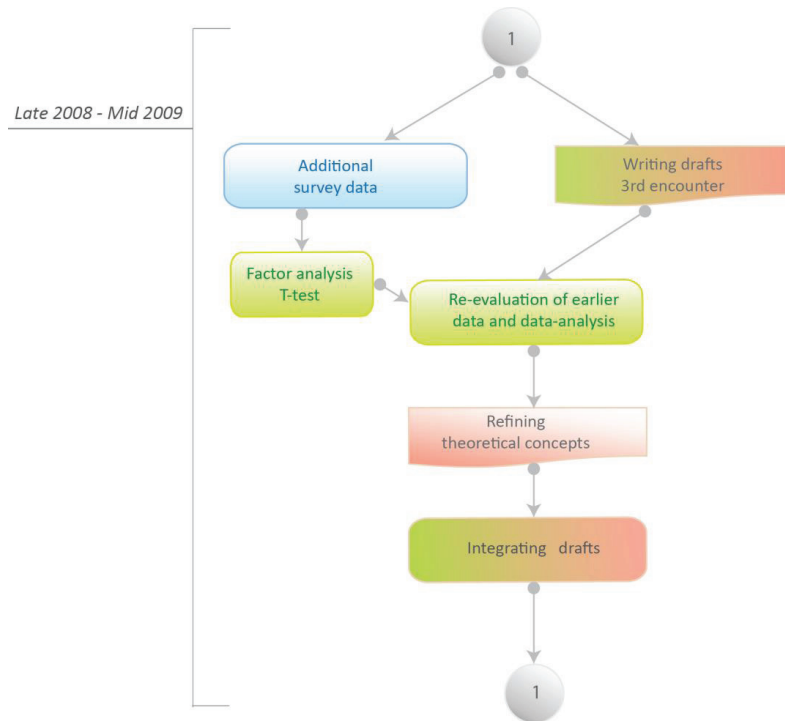 1
Late 2008 - Mid 2009
Additional
survey data
Writing drafts
3rd encounter
Factor analysis
T-test
Re-evaluation of earlier
data and data-analysis
Refining
theoretical concepts
Integrating drafts
1